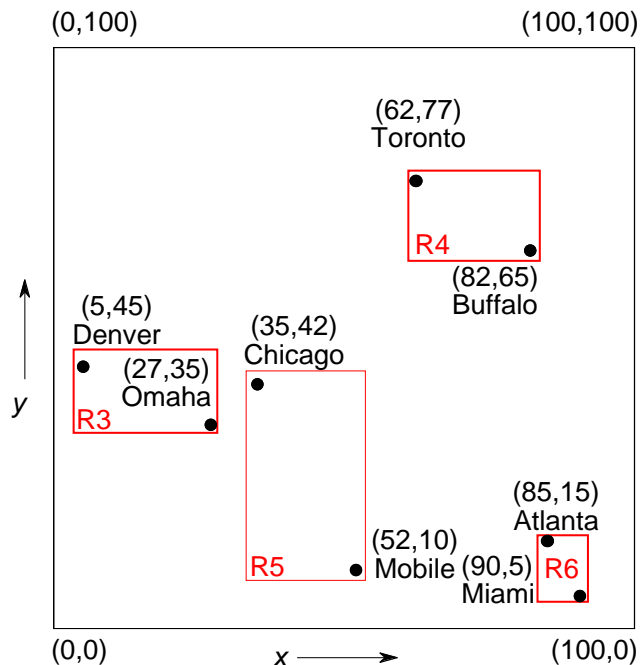 (0,100)
(100,100)
(62,77)
Toronto
R4
(82,65)
Buffalo
(5,45)
Denver
(27,35)
Omaha
R3
(35,42)
Chicago
y
(85,15)
Atlanta
(52,10)
Mobile
R5
(90,5)
Miami
R6
(0,0)
x
(100,0)